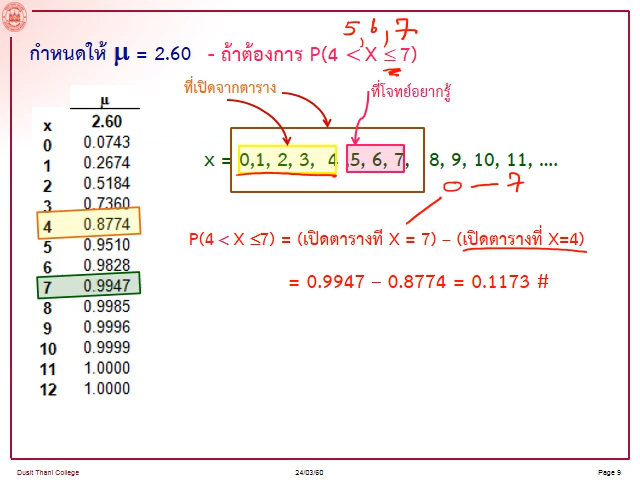 5, 6, 7
กำหนดให้ μ = 2.60 - ถ้าต้องการ P(4 < X ≤ 7)
ที่เปิดจากตาราง
ที่โจทย์อยากรู้
μ
x 2.60
0 0.0743
1 0.2674
2 0.5184
3 0.7360
4 0.8774
5 0.9510
6 0.9828
7 0.9947
8 0.9985
9 0.9996
10 0.9999
11 1.0000
12 1.0000
x = 0,1, 2, 3, 4 ,5, 6, 7, 8, 9, 10, 11, ....
0 — 7
P(4 < X ≤7) = (เปิดตารางที X = 7) – (เปิดตารางที่ X=4)
= 0.9947 – 0.8774 = 0.1173 #
Dusit Thani College
24/03/60
Page 9